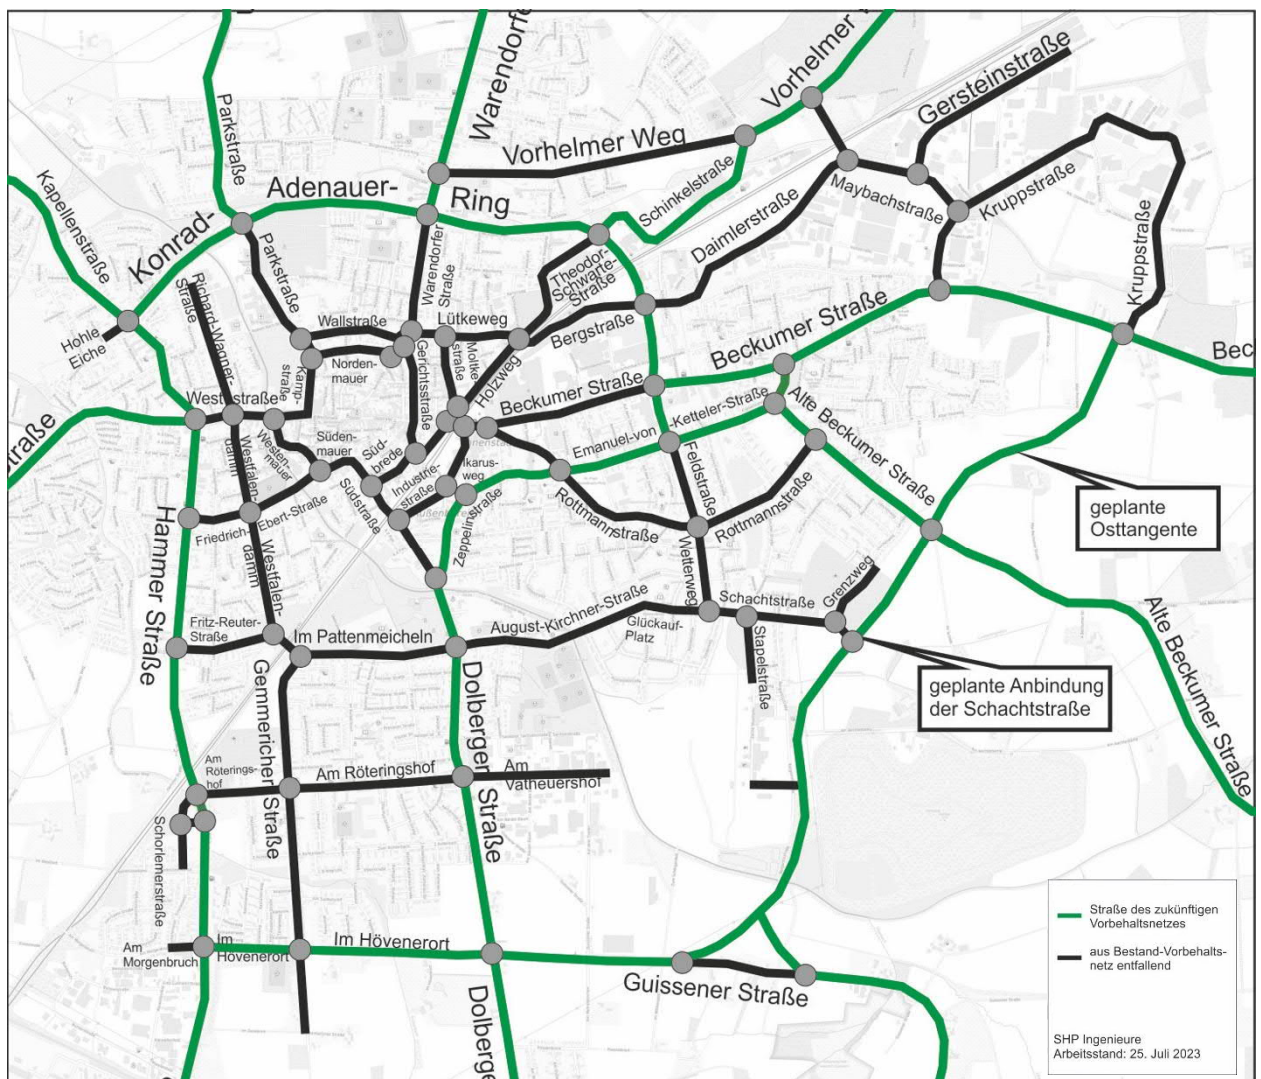 Warendorfer
Vorhelmer
Gersteinstraße
Parkstraße
Vorhelmer Weg
Schinkelstraße
Maybachstraße
Kruppstraße
Kapellenstraße
Konrad-
Adenauer-
Ring
Daimlerstraße
Kruppstraße
Parkstraße
Warendorfer
Straße
Theodor-
Schwarte-
Straße
Richard-Wagner-
Straße
Hohle
Eiche
Wallstraße
Lütkeweg
Bergstraße
Beckumer Straße
Norden-
mauer
Gerichtsstraße
Moltke
straße
Holzweg
Kamp-
straße
Weststraße
Beckumer Straße
Alte Beckumer Straße
Westen-
mauer
Süden-
mauer
Süd-
brede
Emanuel-von -Ketteler-Straße
Westfalen-
damm
Industrie-
straße
Ikarus-
weg
Südstraße
Feldstraße
geplante
Osttangente
Hammer Straße
Friedrich-Ebert-Straße
Zeppelinstraße
Rottmannstraße
Rottmannstraße
Westfalen-
damm
Wetterweg
Grenzweg
Fritz-Reuter-
Straße
Im Pattenmeicheln
August-Kirchner-Straße
Glückauf-
Platz
Schachtstraße
Stapelstraße
Alte Beckumer Straße
geplante Anbindung
der Schachtstraße
Gemmericher Straße
Dolberger Straße
Am
Röterings-
hof
Am Röteringshof
Am
Vatheuershof
Schorlemerstraße
Am
Morgenbruch
Im
Hövenerort
Im Hövenerort
Guissener Straße
Straße des zukünftigen
Vorbehaltsnetzes
aus Bestand-Vorbehalts-
netz entfallend
SHP Ingenieure
Arbeitsstand: 25. Juli 2023